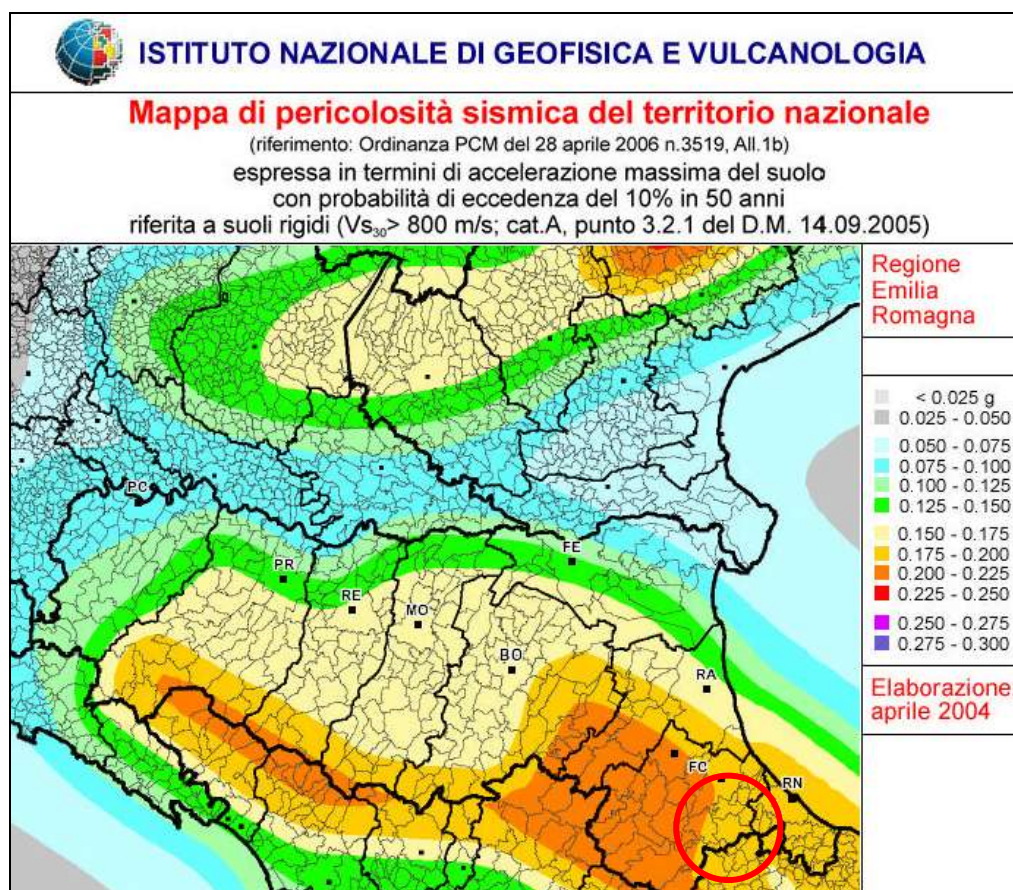 ISTITUTO NAZIONALE DI GEOFISICA E VULCANOLOGIA
Mappa di pericolosità sismica del territorio nazionale
(riferimento: Ordinanza PCM del 28 aprile 2006 n.3519, All.1b)
espressa in termini di accelerazione massima del suolo
con probabilità di eccedenza del 10% in 50 anni
riferita a suoli rigidi (Vs30> 800 m/s; cat.A, punto 3.2.1 del D.M. 14.09.2005)
Regione
Emilia
Romagna
< 0.025 g
0.025 - 0.050
0.050 - 0.075
0.075 - 0.100
0.100 - 0.125
0.125 - 0.150
0.150 - 0.175
0.175 - 0.200
0.200 - 0.225
0.225 - 0.250
0.250 - 0.275
0.275 - 0.300
Elaborazione
aprile 2004
PC
PR
FE
RE
MO
BO
RA
FC
RN